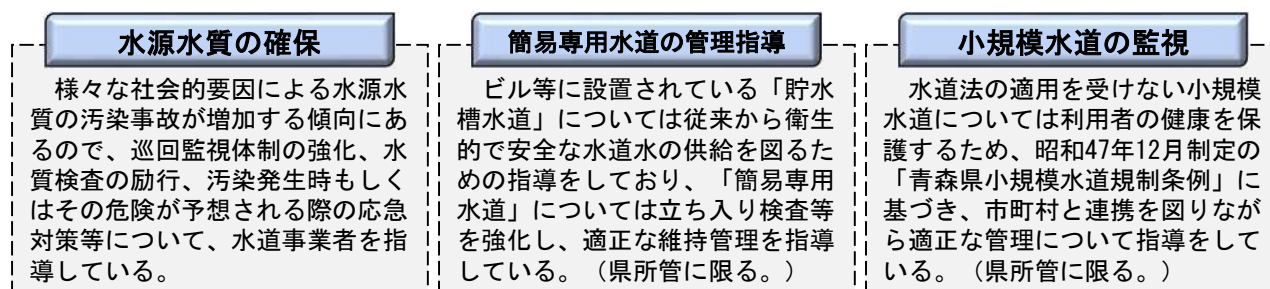 水源水質の確保
様々な社会的要因による水源水
質の汚染事故が増加する傾向にあ
るので、巡回監視体制の強化、水
質検査の励行、汚染発生時もしく
はその危険が予想される際の応急
対策等について、水道事業者を指
導している。
簡易専用水道の管理指導
ビル等に設置されている「貯水
槽水道」については従来から衛生
的で安全な水道水の供給を図るた
めの指導をしており、「簡易専用
水道」については立ち入り検査等
を強化し、適正な維持管理を指導
している。（県所管に限る。）
小規模水道の監視
水道法の適用を受けない小規模
水道については利用者の健康を保
護するため、昭和47年12月制定の
「青森県小規模水道規制条例」に
基づき、市町村と連携を図りなが
ら適正な管理について指導をして
いる。（県所管に限る。）